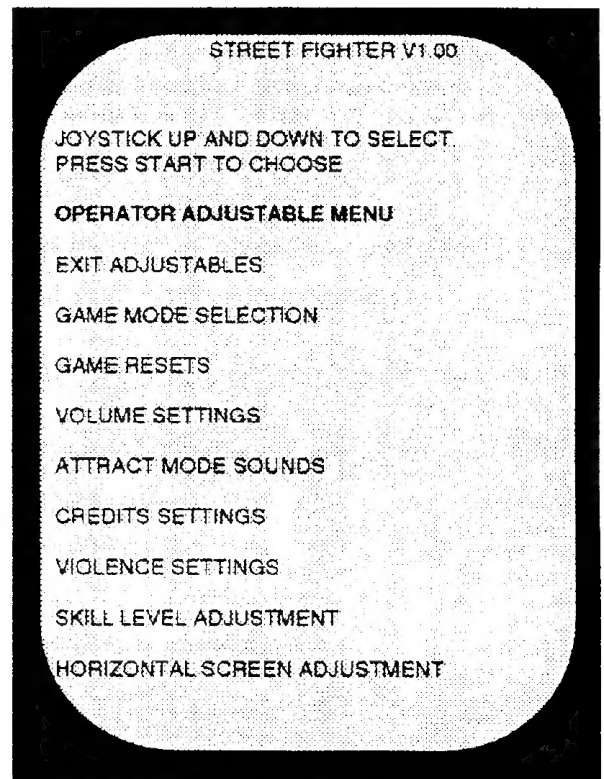 STREET FIGHTER V1.00
JOYSTICK UP AND DOWN TO SELECT.
PRESS START TO CHOOSE
OPERATOR ADJUSTABLE MENU
EXIT ADJUSTABLES
GAME MODE SELECTION
GAME RESETS
VOLUME SETTINGS
ATTRACT MODE SOUNDS
CREDITS SETTINGS
VIOLENCE SETTINGS
SKILL LEVEL ADJUSTMENT
HORIZONTAL SCREEN ADJUSTMENT